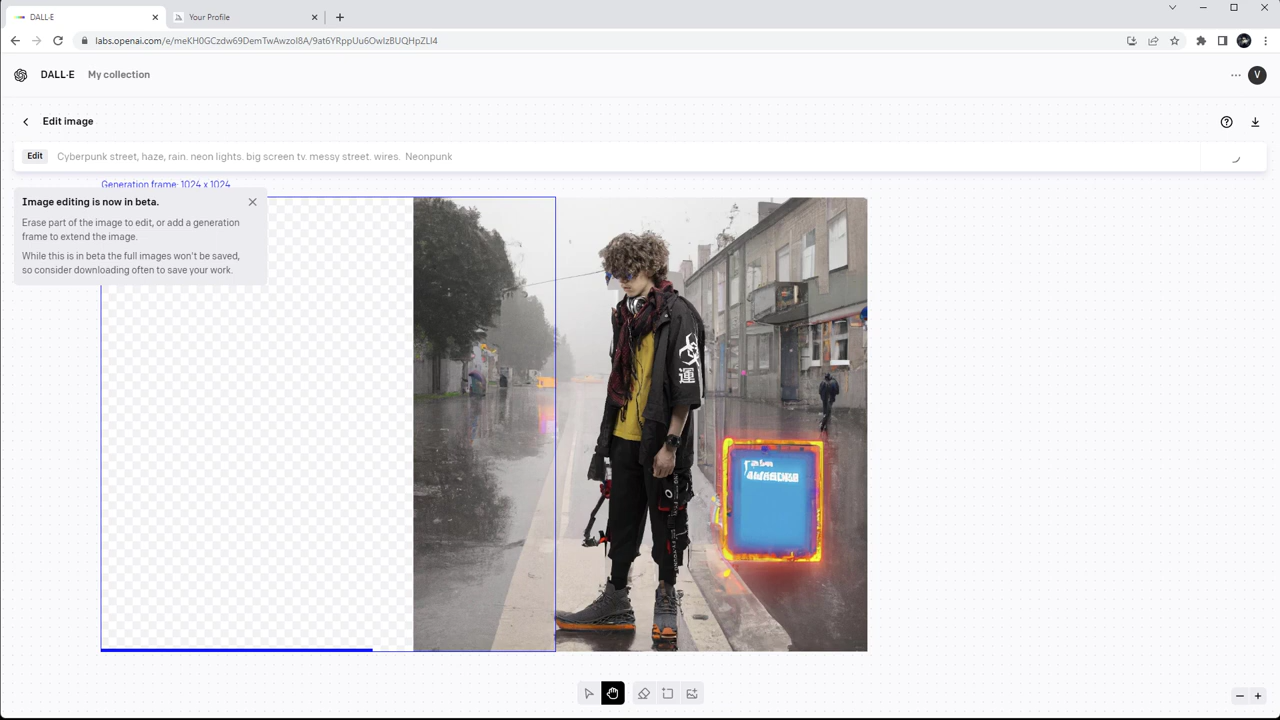 DALL·E
Your Profile
labs.openai.com/e/meKH0GCzdw69DemTwAwzol8A/9at6YRppUu6OwIzBUQHpZLI4
DALL·E
My collection
V
Edit image
Edit
Cyberpunk street, haze, rain. neon lights. big screen tv. messy street. wires. Neonpunk
Generation frame: 1024 x 1024
Image editing is now in beta.
Erase part of the image to edit, or add a generation
frame to extend the image.
While this is in beta the full images won't be saved,
so consider downloading often to save your work.
運